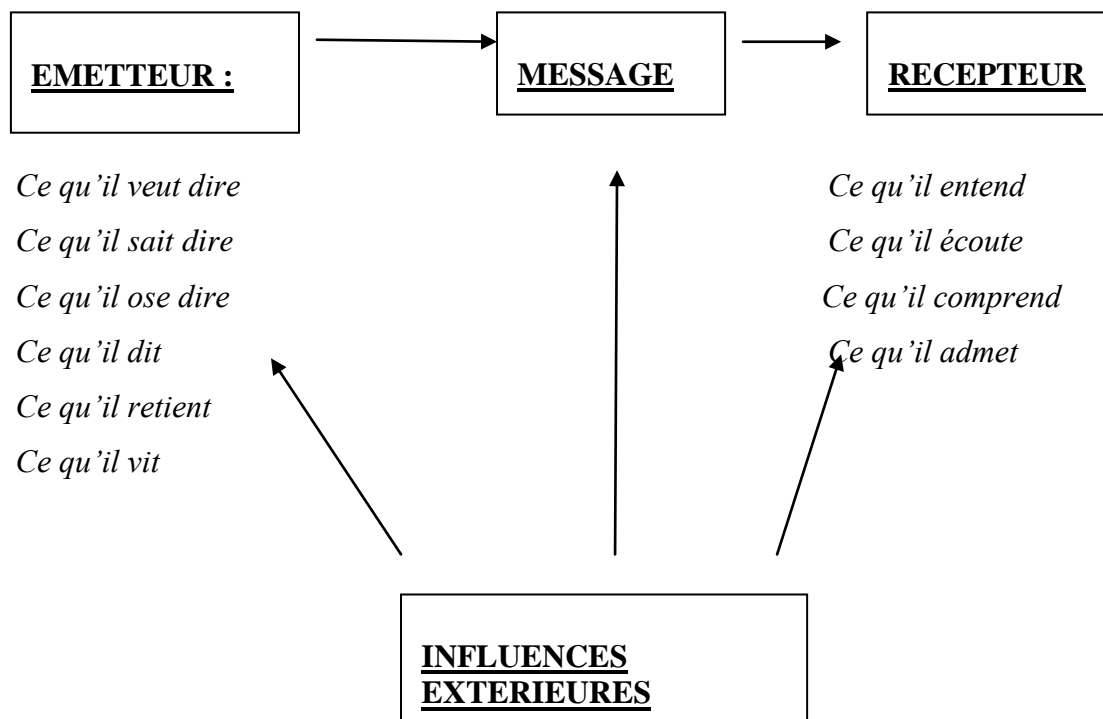 EMETTEUR :
MESSAGE
RECEPTEUR
Ce qu’il veut dire
Ce qu’il sait dire
Ce qu’il ose dire
Ce qu’il dit
Ce qu’il retient
Ce qu’il vit
Ce qu’il entend
Ce qu’il écoute
Ce qu’il comprend
Ce qu’il admet
INFLUENCES
EXTERIEURES